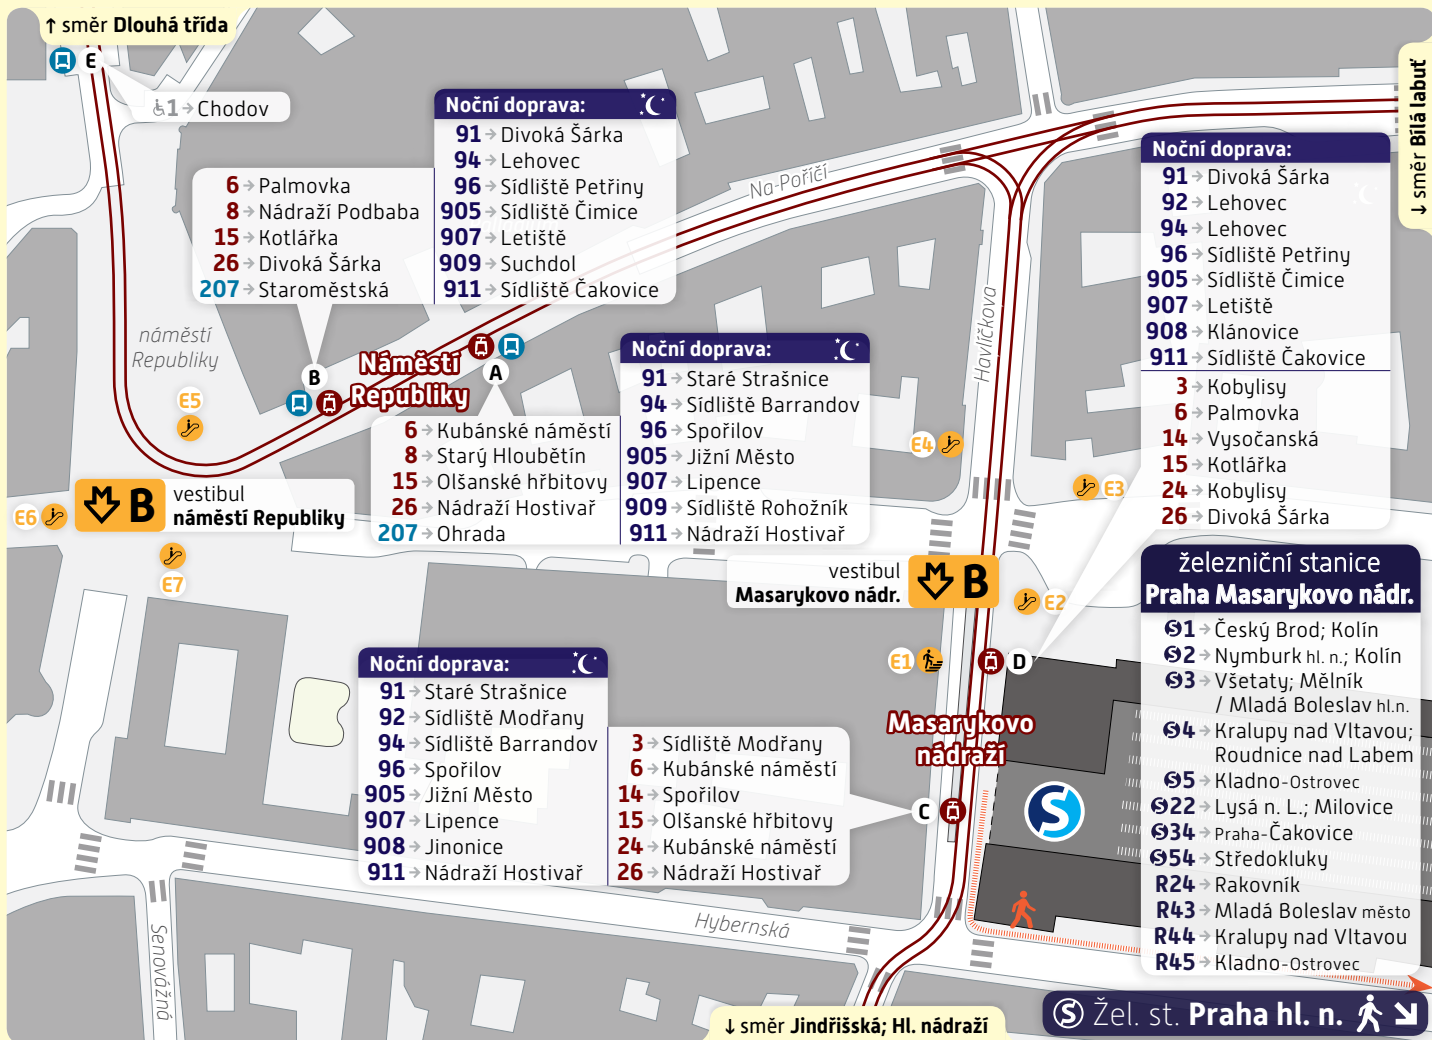 ↑ směr Dlouhá třída
E
1 → Chodov
6 → Palmovka
8 → Nádraží Podbaba
15 → Kotlářka
26 → Divoká Šárka
207 → Staroměstská
Noční doprava:
91 → Divoká Šárka
94 → Lehovec
96 → Sídliště Petřiny
905 → Sídliště Čimice
907 → Letiště
909 → Suchdol
911 → Sídliště Čakovice
Na Poříčí
↓ směr Bílá labuť
Noční doprava:
91 → Divoká Šárka
92 → Lehovec
94 → Lehovec
96 → Sídliště Petřiny
905 → Sídliště Čimice
907 → Letiště
908 → Klánovice
911 → Sídliště Čakovice
3 → Kobylisy
6 → Palmovka
14 → Vysočanská
15 → Kotlářka
24 → Kobylisy
26 → Divoká Šárka
náměstí
Republiky
B
Náměstí
Republiky
A
E5
6 → Kubánské náměstí
8 → Starý Hloubětín
15 → Olšanské hřbitovy
26 → Nádraží Hostivař
207 → Ohrada
Noční doprava:
91 → Staré Strašnice
94 → Sídliště Barrandov
96 → Spořilov
905 → Jižní Město
907 → Lipence
909 → Sídliště Rohožník
911 → Nádraží Hostivař
Havlíčkova
E4
E3
E6
B
vestibul
náměstí Republiky
E7
vestibul
Masarykovo nádr.
B
E2
E1
D
Masarykovo
nádraží
C
S
železniční stanice
Praha Masarykovo nádr.
S1 → Český Brod; Kolín
S2 → Nymburk hl. n.; Kolín
S3 → Všetaty; Mělník
/ Mladá Boleslav hl.n.
S4 → Kralupy nad Vltavou;
Roudnice nad Labem
S5 → Kladno-Ostrovec
S22 → Lysá n. L.; Milovice
S34 → Praha-Čakovice
S54 → Středokluky
R24 → Rakovník
R43 → Mladá Boleslav město
R44 → Kralupy nad Vltavou
R45 → Kladno-Ostrovec
Noční doprava:
91 → Staré Strašnice
92 → Sídliště Modřany
94 → Sídliště Barrandov
96 → Spořilov
905 → Jižní Město
907 → Lipence
908 → Jinonice
911 → Nádraží Hostivař
3 → Sídliště Modřany
6 → Kubánské náměstí
14 → Spořilov
15 → Olšanské hřbitovy
24 → Kubánské náměstí
26 → Nádraží Hostivař
Hybernská
Senovážná
↓ směr Jindřišská; Hl. nádraží
S Žel. st. Praha hl. n. ↘